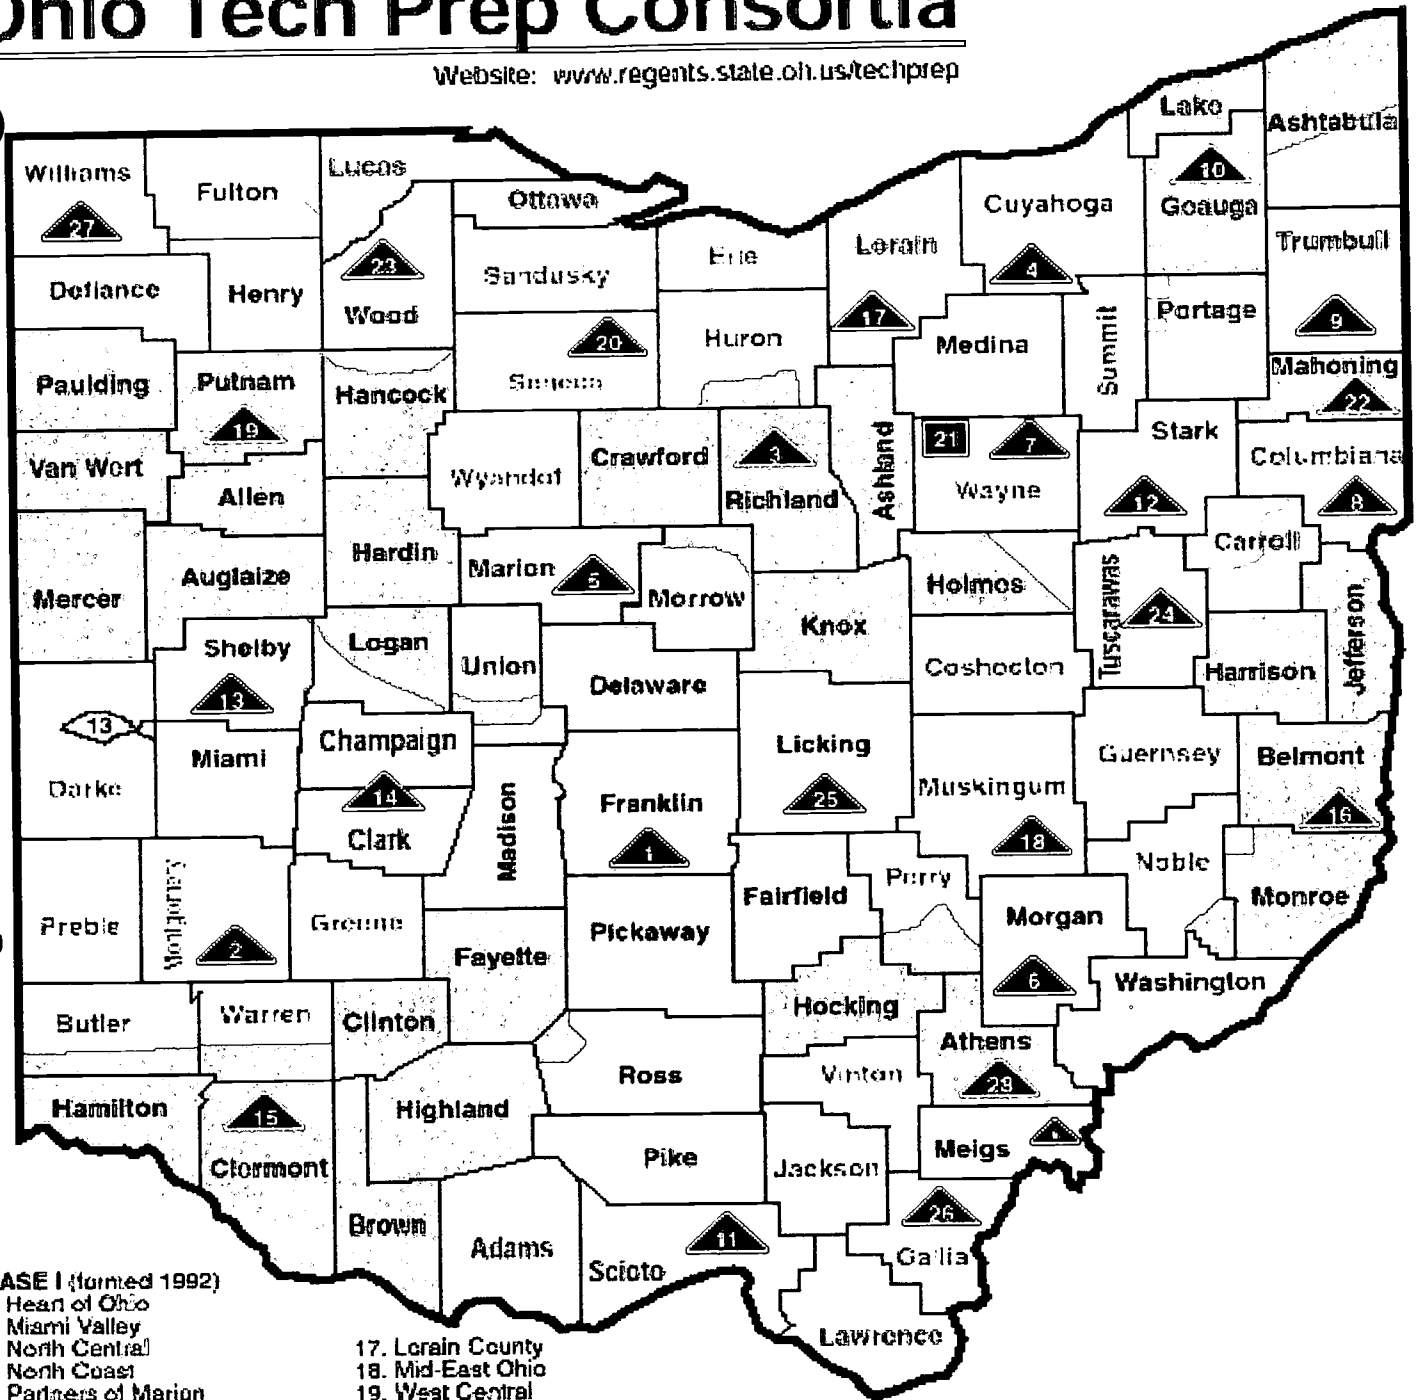 Ohio Tech Prep Consortia
Website: www.regents.state.oh.us/techprep
Lake
Ashtabula
Williams
Fulton
Lucas
Ottawa
10
Cuyahoga
Geauga
27
Lorain
Trumbull
23
Sandusky
Erie
4
Defiance
Henry
Wood
17
Portage
9
20
Huron
Medina
Summit
Paulding
Putnam
Hancock
Seneca
Mahoning
22
19
3
21
7
Stark
Van Wert
Wyandot
Crawford
Ashland
Columbiana
Allen
Richland
Wayne
12
8
Hardin
Carroll
Mercer
Auglaize
Marion
5
Holmes
Tuscarawas
Morrow
24
Jefferson
Shelby
Logan
Knox
Union
Coshocton
Harrison
13
Delaware
13
Champaign
Licking
Guernsey
Belmont
Miami
Darke
14
Franklin
25
Muskingum
16
Clark
Madison
1
18
Noble
Preble
Montgomery
Greene
Fairfield
Perry
Monroe
2
Pickaway
Morgan
Fayette
6
Washington
Butler
Warren
Clinton
Hocking
Athens
Ross
Vinton
28
Hamilton
15
Highland
Meigs
Clermont
Pike
Jackson
26
Brown
Adams
Scioto
11
Gallia
Lawrence
ASE I (formed 1992)
Heart of Ohio
Miami Valley
North Central
North Coast
Partners of Marion
17. Lorain County
18. Mid-East Ohio
19. West Central